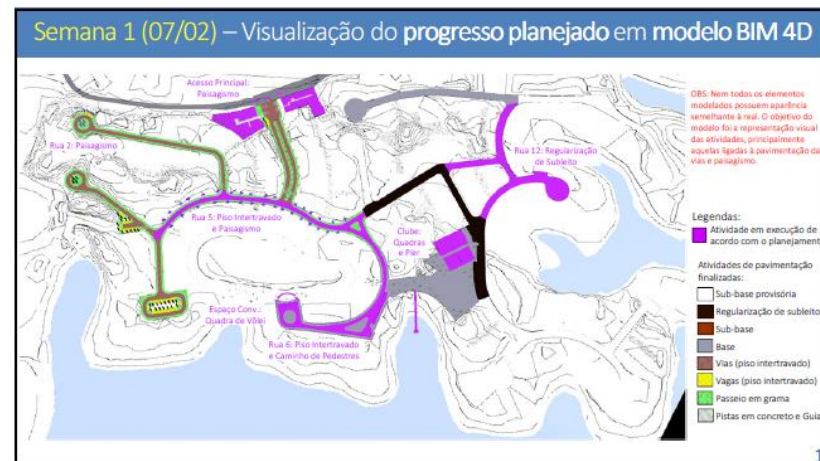 Semana 1 (07/02) – Visualização do progresso planejado em modelo BIM 4D
Acesso Principal:
Paisagismo
Rua 2: Paisagismo
Rua 12: Regularização
de Subleito
Rua 5: Piso Intertravado
e Paisagismo
Clube:
Quadras
e Pier
Espaço Conv.:
Quadra de Vôlei
Rua 6: Piso Intertravado
e Caminho de Pedestres
OBS: Nem todos os elementos
modelados possuem aparência
semelhante à real. O objetivo do
modelo foi a representação visual
das atividades, principalmente
aquelas ligadas à pavimentação da
vias e paisagismo.
Legendas:
Atividade em execução de
acordo com o planejament
Atividades de pavimentação
finalizadas:
Sub-base provisória
Regularização de subleito
Sub-base
Base
Vias (piso intertravado)
Vagas (piso intertravado)
Passeio em grama
Pistas em concreto e Guia
1